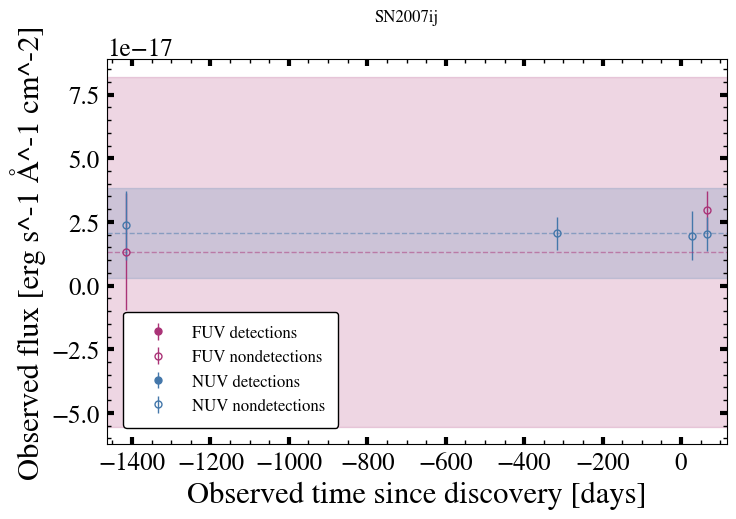 SN2007ij
1e−17
7.5
5.0
2.5
0.0
−2.5
−5.0
Observed flux [erg s^-1 Å^-1 cm^-2]
FUV detections
FUV nondetections
NUV detections
NUV nondetections
−1400 −1200 −1000 −800 −600 −400 −200 0
Observed time since discovery [days]